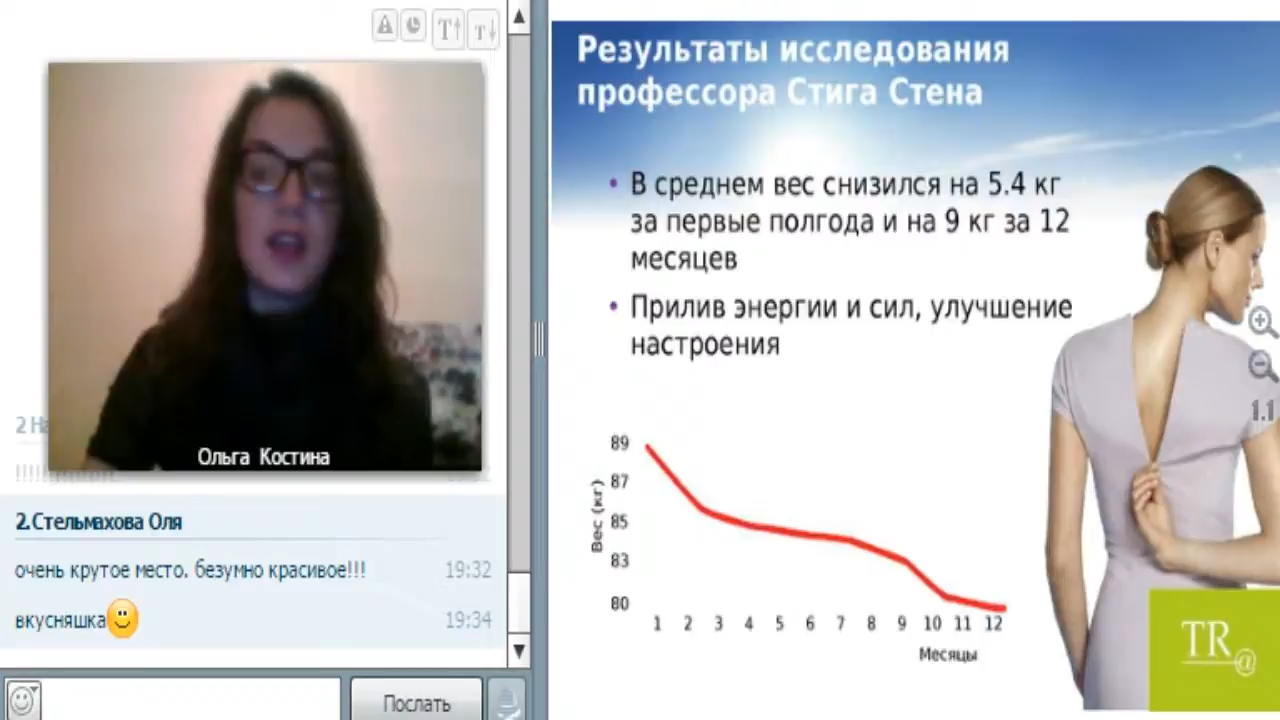 Ольга Костина
2.Стельмахова Оля
очень крутое место. безумно красивое!!! 19:32
вкусняшка 19:34
Послать
Результаты исследования
профессора Стига Стена
• В среднем вес снизился на 5.4 кг
за первые полгода и на 9 кг за 12
месяцев
• Прилив энергии и сил, улучшение
настроения
1.1
Вес (кг)
89
87
85
83
80
1 2 3 4 5 6 7 8 9 10 11 12
Месяцы
TR
@